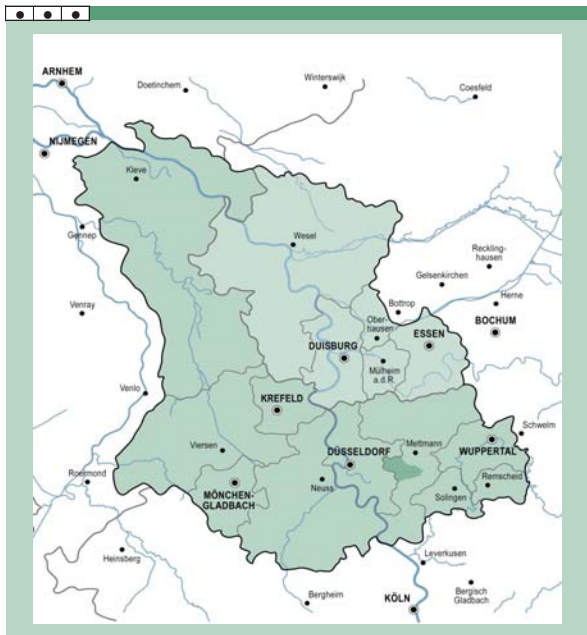 ARNHEM
Doetinchem
Winterswijk
Coesfeld
NIJMEGEN
Kleve
Gennep
Wesel
Reckling-
hausen
Gelsenkirchen
Herne
Venray
Bottrop
Ober-
hausen
BOCHUM
ESSEN
DUISBURG
Mülheim
a.d.R.
Venlo
KREFELD
Schwelm
Viersen
Mettmann
WUPPERTAL
DÜSSELDORF
Roermond
Neuss
Remscheid
MÖNCHEN-
GLADBACH
Solingen
Heinsberg
Leverkusen
Bergheim
Bergisch
Gladbach
KÖLN